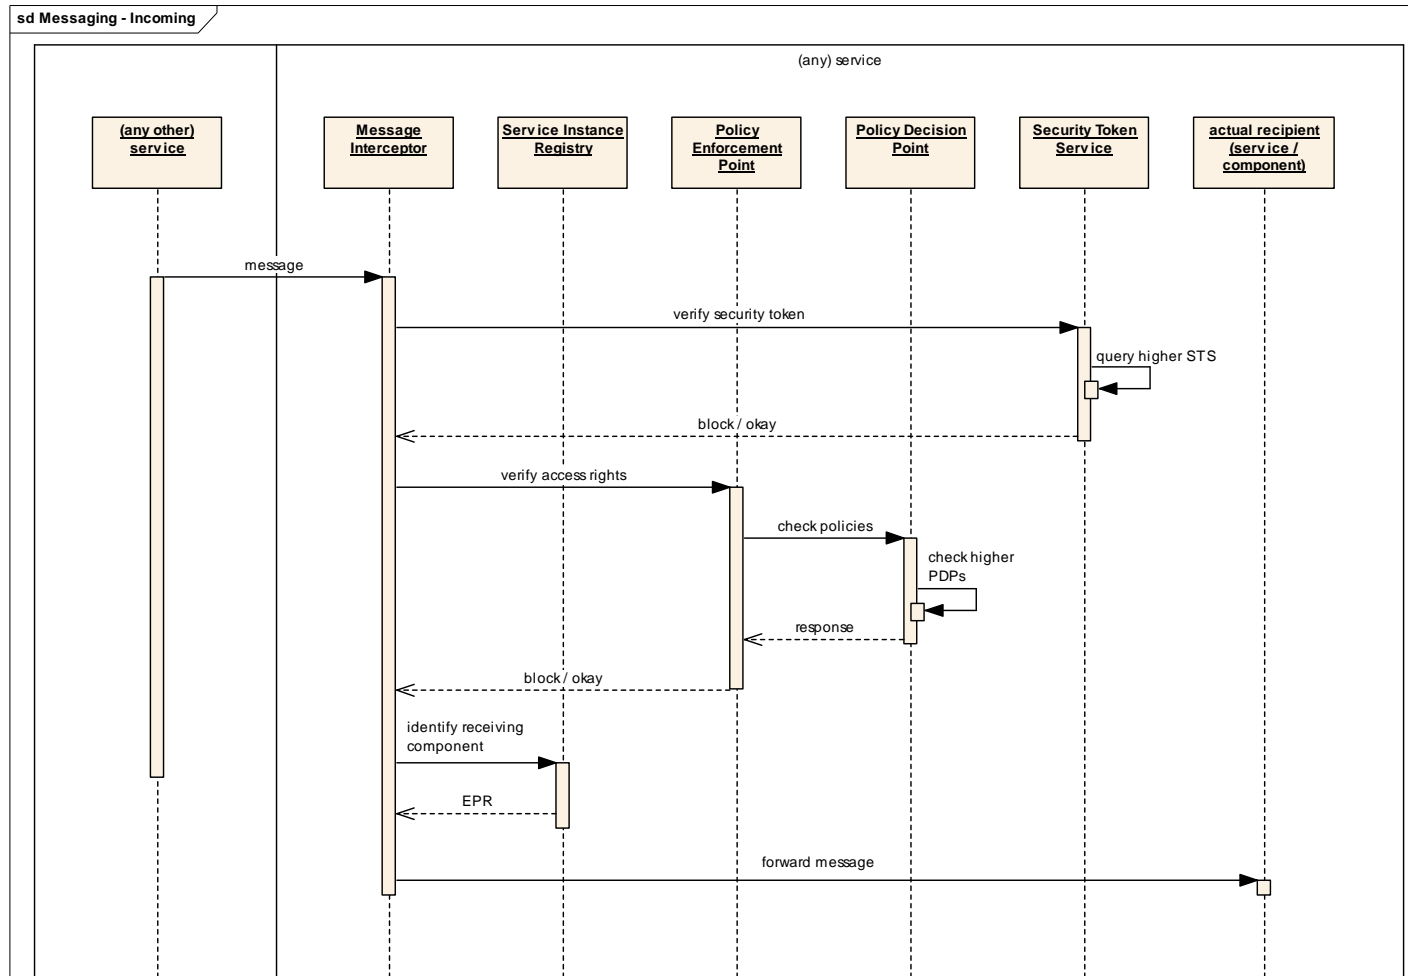 sd Messaging - Incoming
(any) service
(any other)
service
Message
Interceptor
Service Instance
Registry
Policy
Enforcement
Point
Policy Decision
Point
Security Token
Service
actual recipient
(service /
component)
message
verify security token
query higher STS
block / okay
verify access rights
check policies
check higher
PDPs
response
block / okay
identify receiving
component
EPR
forward message